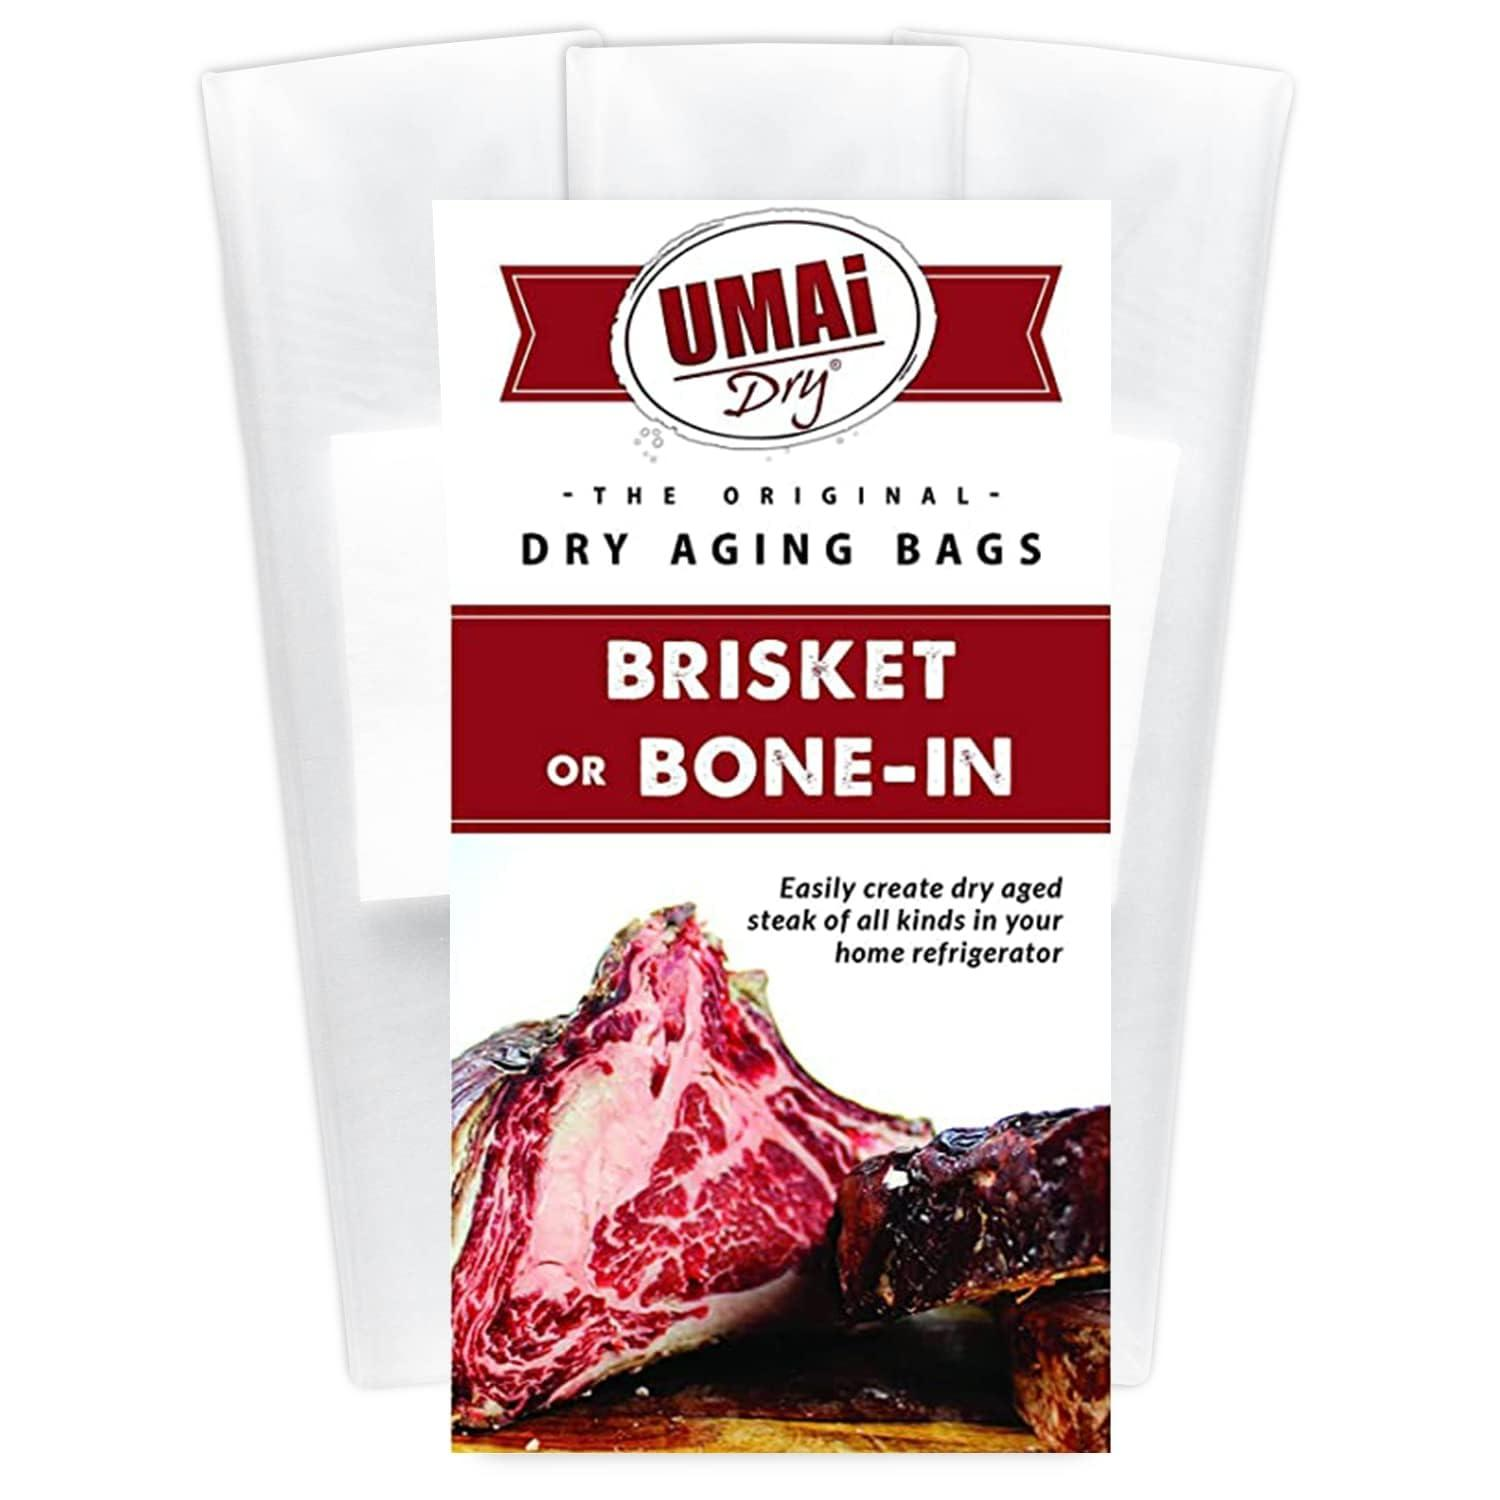 UMAi
Dry®
-THE ORIGINAL-
DRY AGING BAGS
BRISKET
OR BONE-IN
Easily create dry aged
steak of all kinds in your
home refrigerator